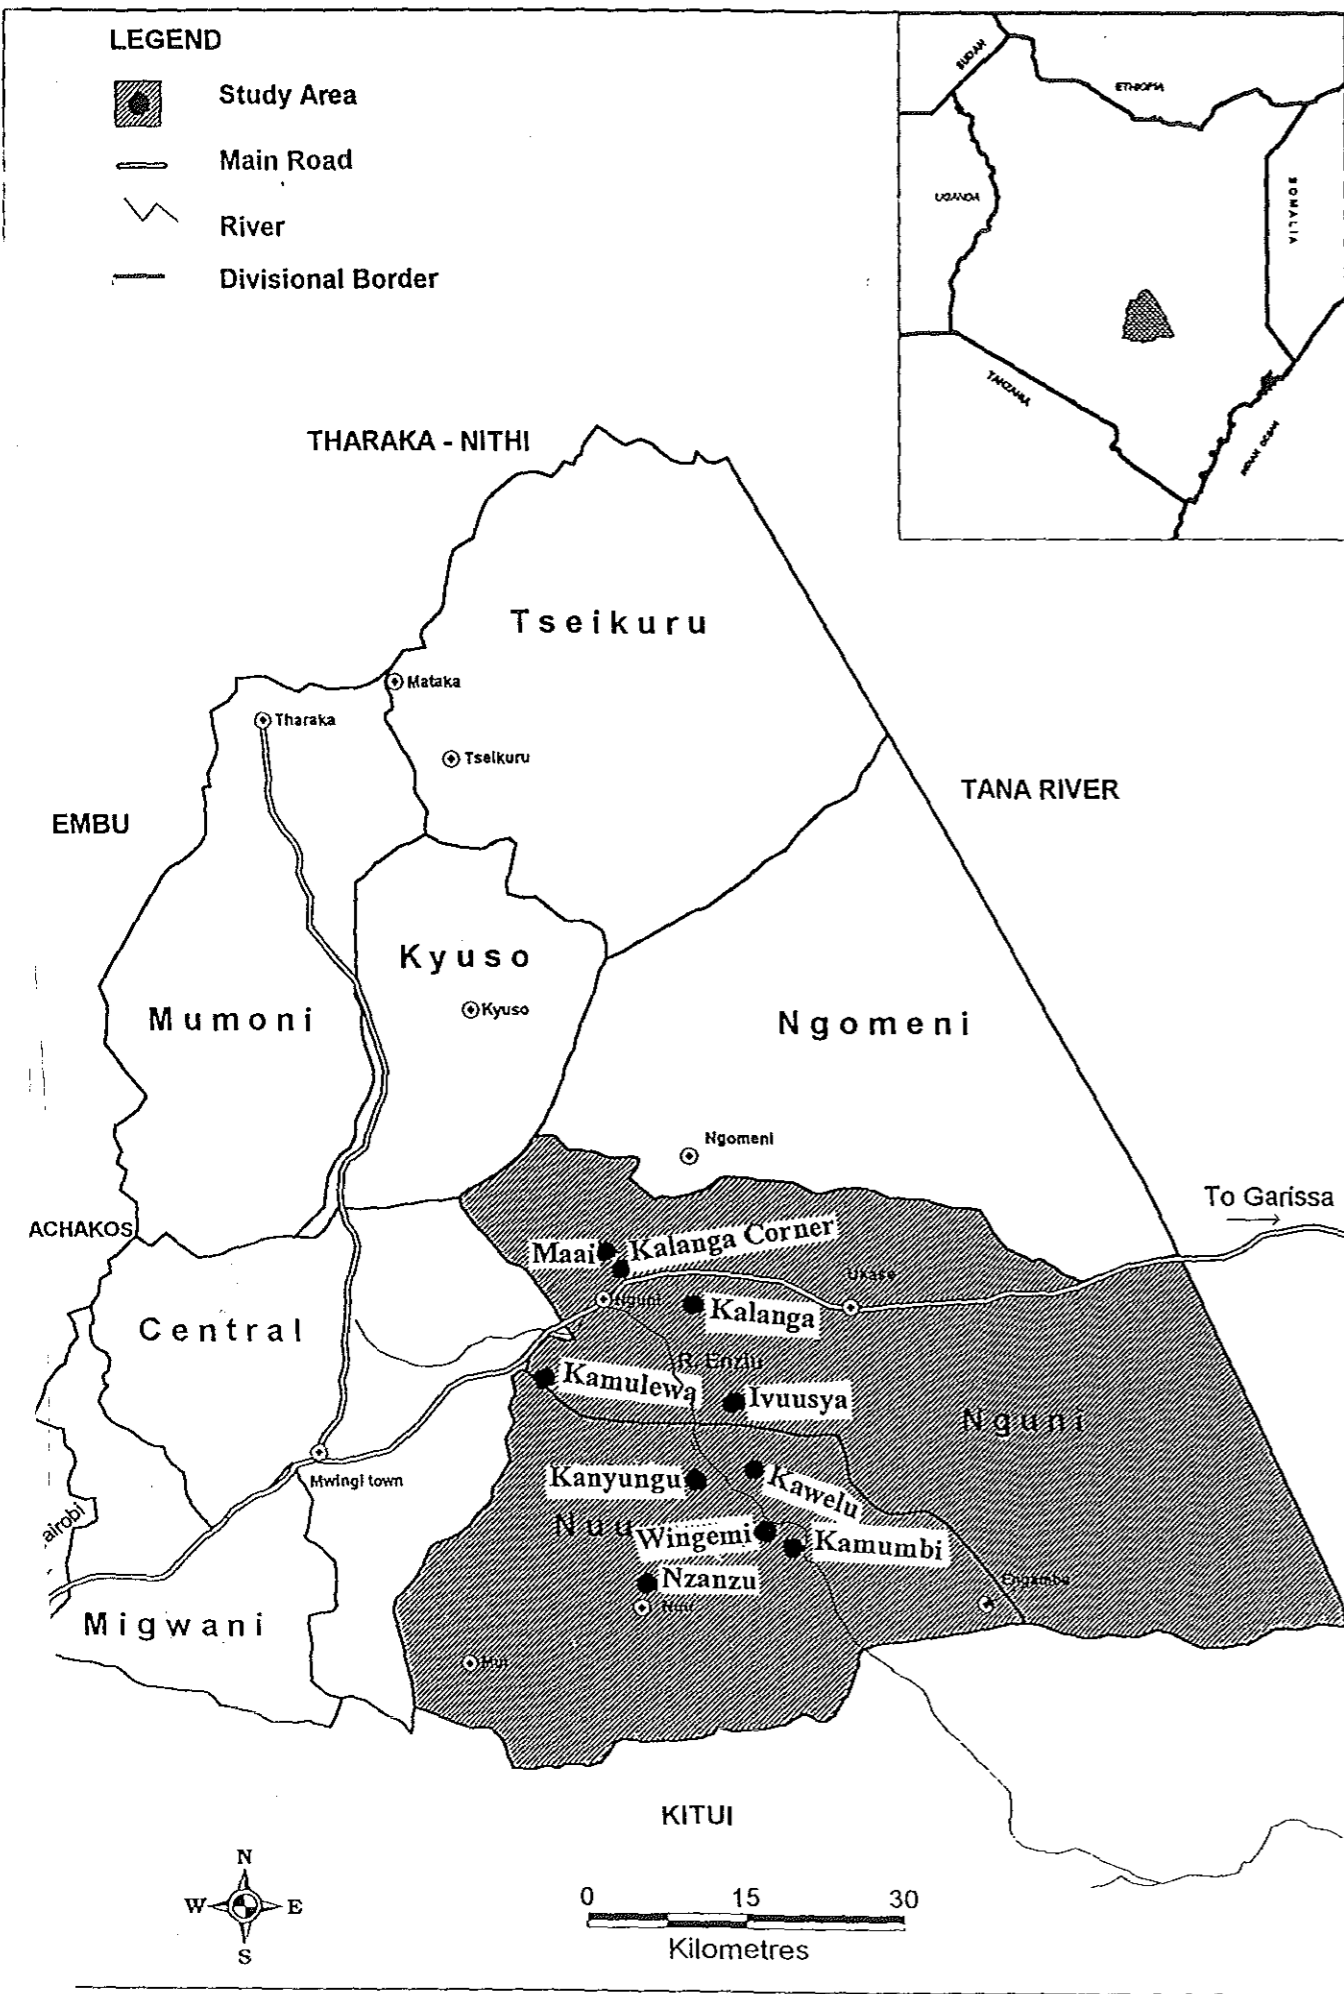 LEGEND
Study Area
Main Road
River
Divisional Border
SUDAN
ETHIOPIA
UGANDA
SOMALIA
TANZANIA
INDIAN OCEAN
THARAKA - NITHI
Tseikuru
Mataka
Tharaka
Tseikuru
TANA RIVER
EMBU
Kyuso
Kyuso
Mumoni
Ngomeni
Ngomeni
To Garissa
ACHAKOS
Maai
Kalanga Corner
Ukase
Nguni
Kalanga
Central
R. Enziu
Kamulewa
Ivuusya
Nguni
Mwingi town
Kanyungu
Kawelu
airobi
Nuu
Wingemi
Kamumbi
Nzanzu
Engambu
Nuu
Migwani
Mui
KITUI
N
W E
S
0 15 30
Kilometres